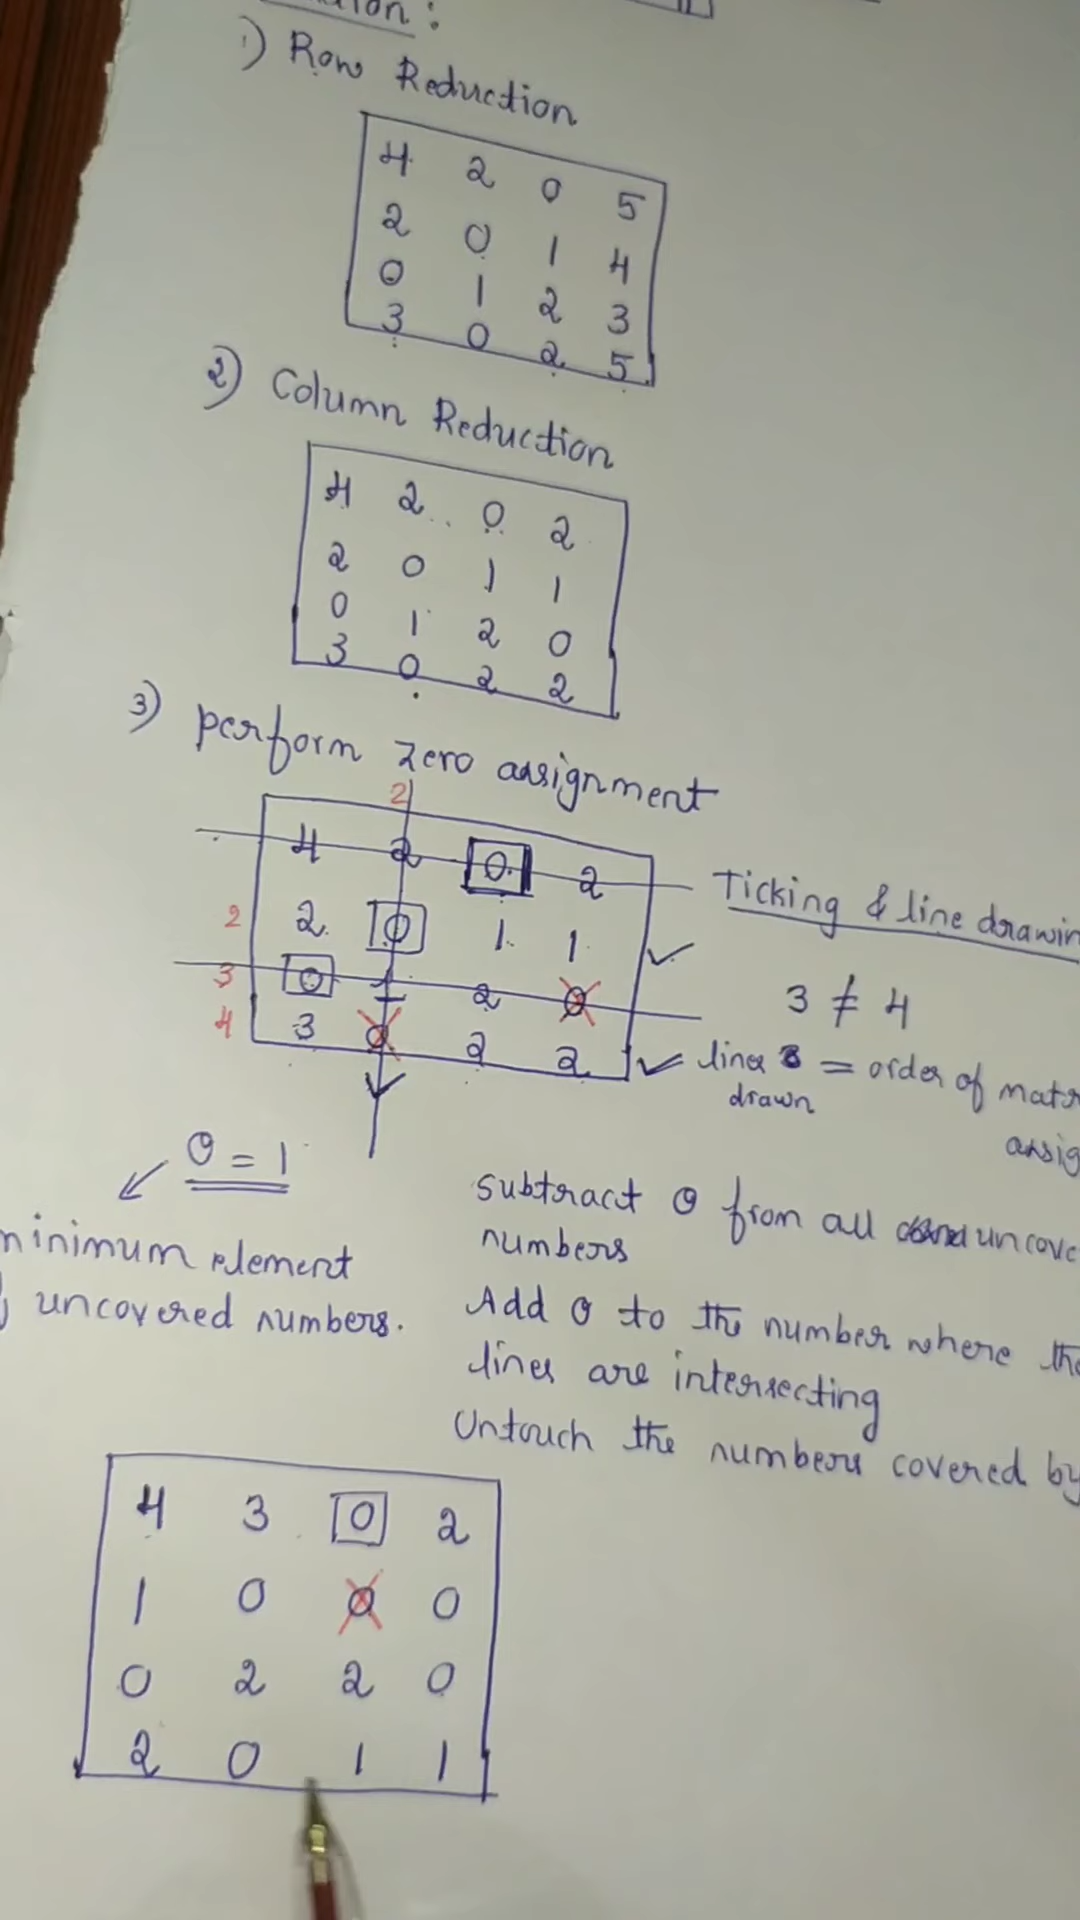 1) Row Reduction
4 2 0 5
2 0 1 4
0 1 2 3
3 0 2 5
2) Column Reduction
4 2 0 2
2 0 1 1
0 1 2 0
3 0 2 2
3) perform zero assignment
2
4 2 0 2
2 2 0 1 1
3 0 1 2 0
4 3 0 2 2
Ticking & line drawin
3 ≠ 4
lines = order of mat
drawn
assig
θ = 1
minimum element
uncovered numbers.
subtract θ from all uncove
numbers
Add θ to the number where the
lines are intersecting
Untouch the numbers covered by
4 3 0 2
1 0 0 0
0 2 2 0
2 0 1 1